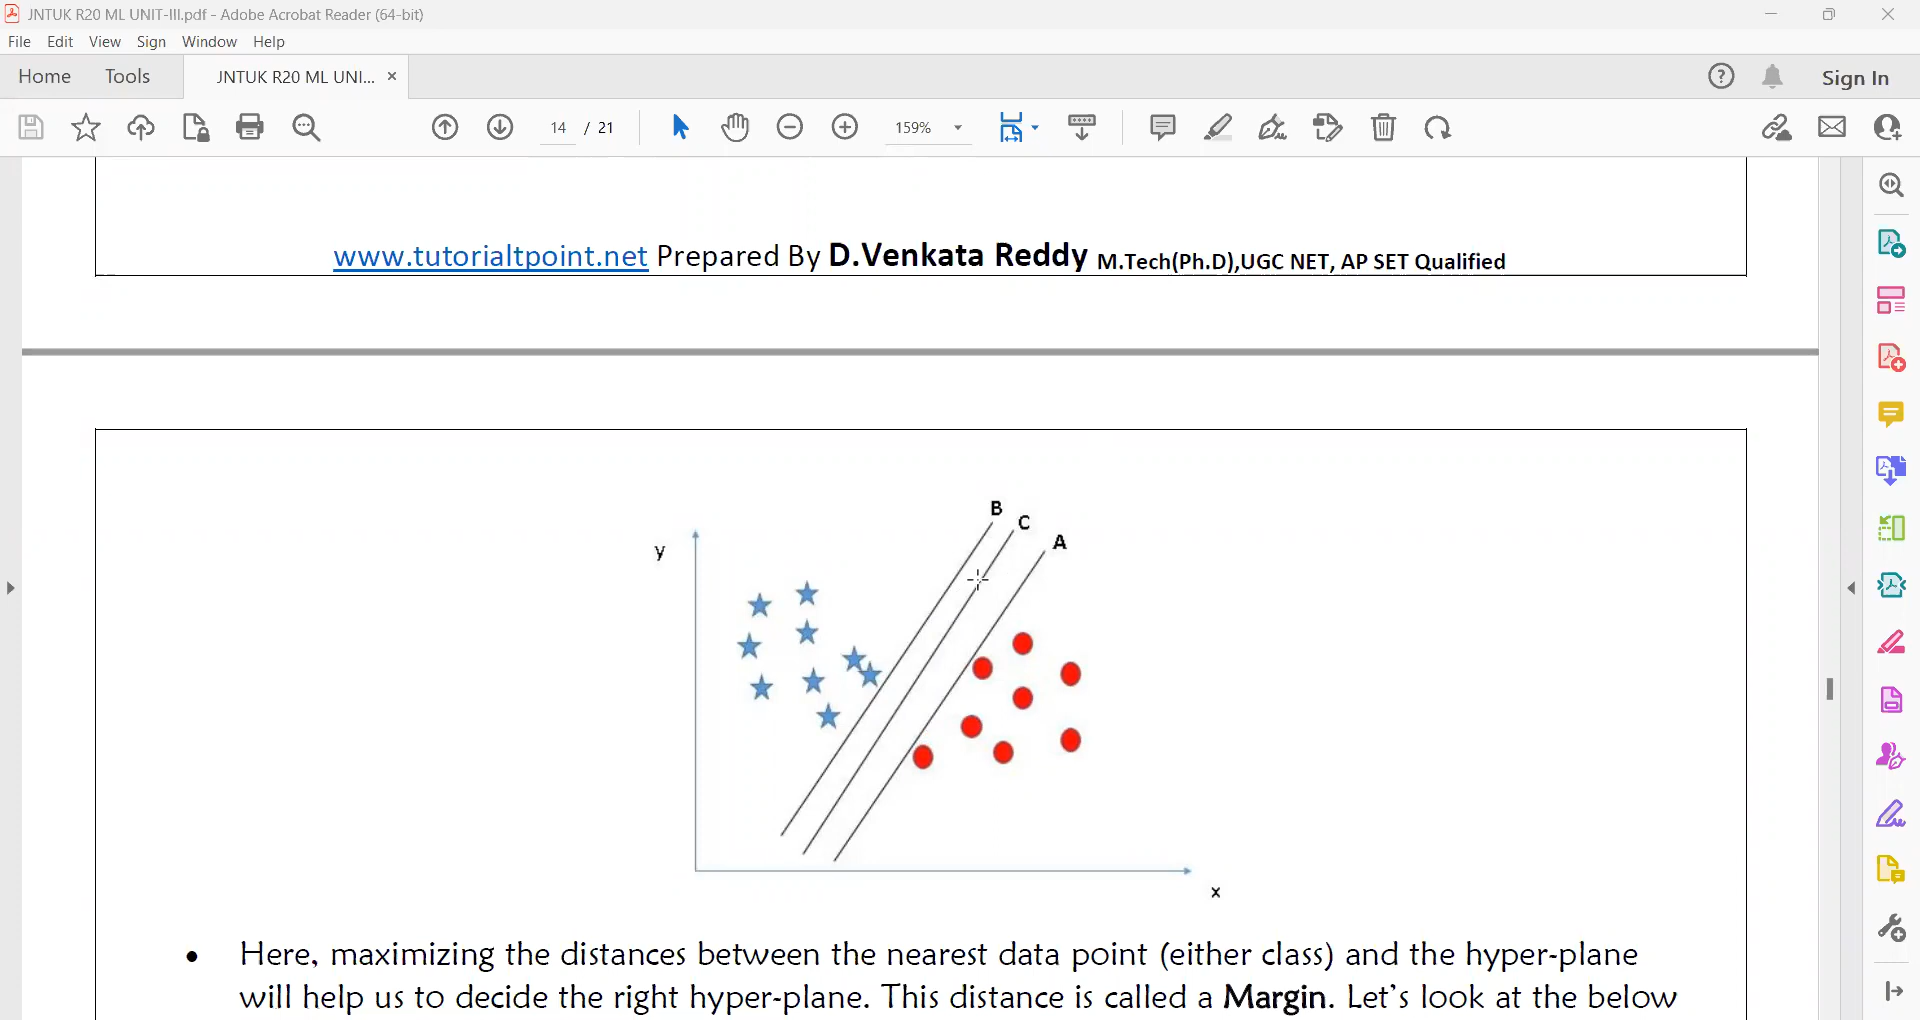 JNTUK R20 ML UNIT-III.pdf - Adobe Acrobat Reader (64-bit)
File Edit View Sign Window Help
Home Tools JNTUK R20 ML UNI... × Sign In
14 / 21 159%
www.tutorialtpoint.net Prepared By D.Venkata Reddy M.Tech(Ph.D),UGC NET, AP SET Qualified
B
C
A
y
x
• Here, maximizing the distances between the nearest data point (either class) and the hyper-plane
will help us to decide the right hyper-plane. This distance is called a Margin. Let's look at the below